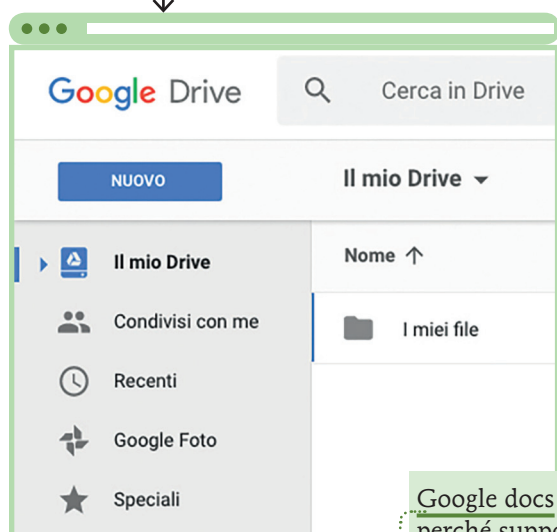 Google Drive
Cerca in Drive
NUOVO
Il mio Drive
Nome
Il mio Drive
I miei file
Condivisi con me
Recenti
Google Foto
Speciali
Google docs
perché